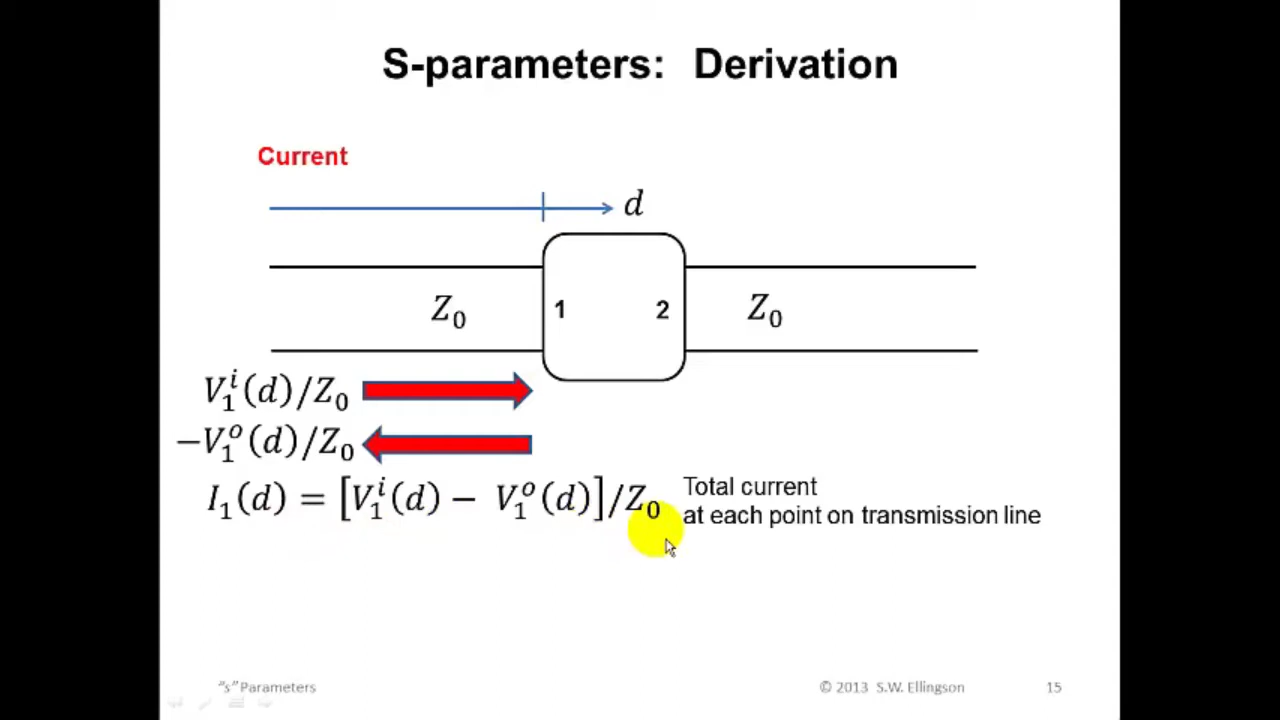 S-parameters: Derivation
Current
d
Z₀ 1 2 Z₀
V₁ⁱ(d)/Z₀
−V₁ᵒ(d)/Z₀
I₁(d) = [V₁ⁱ(d) − V₁ᵒ(d)]/Z₀ Total current
at each point on transmission line
"s" Parameters © 2013 S.W. Ellingson 15